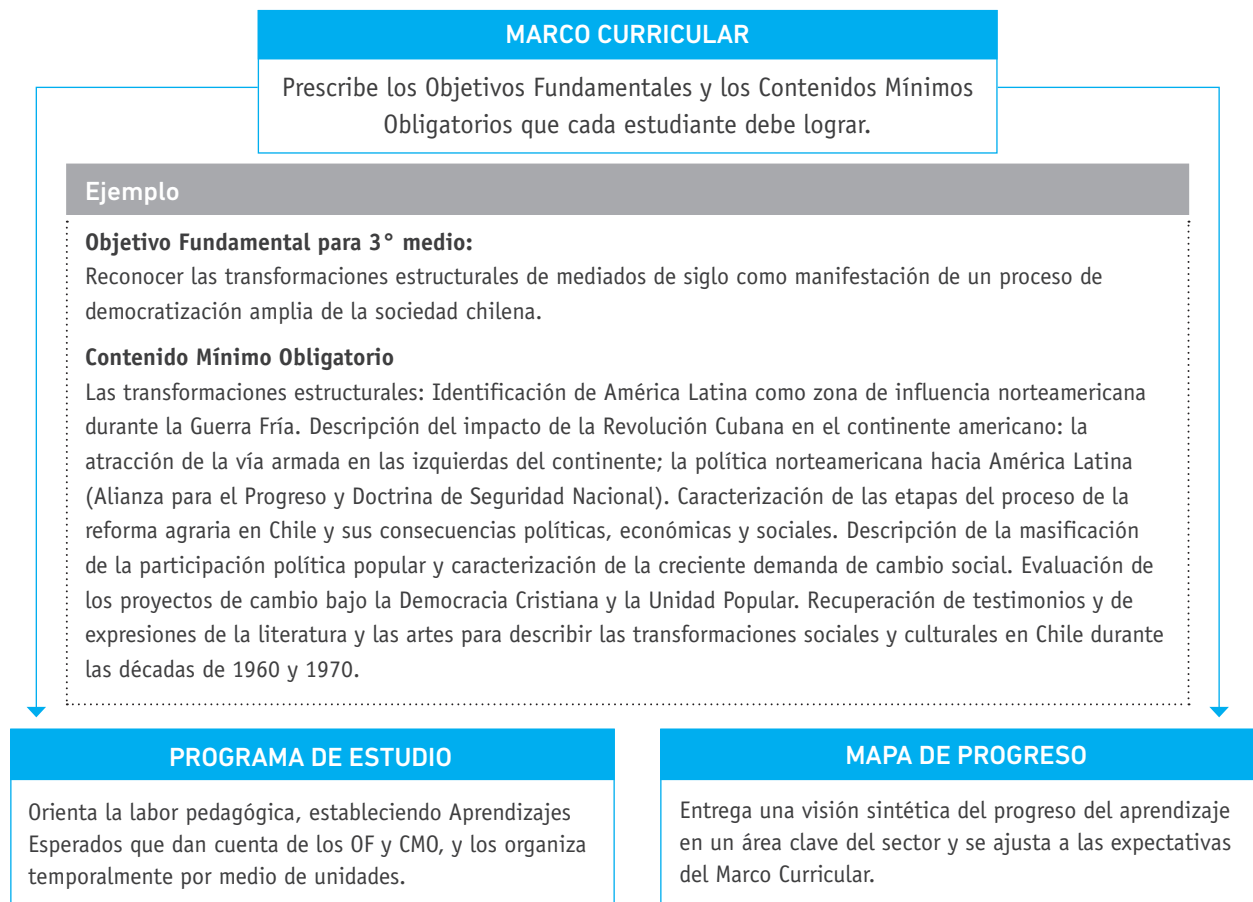 MARCO CURRICULAR
Prescribe los Objetivos Fundamentales y los Contenidos Mínimos
Obligatorios que cada estudiante debe lograr.
Ejemplo
Objetivo Fundamental para 3° medio:
Reconocer las transformaciones estructurales de mediados de siglo como manifestación de un proceso de
democratización amplia de la sociedad chilena.
Contenido Mínimo Obligatorio
Las transformaciones estructurales: Identificación de América Latina como zona de influencia norteamericana
durante la Guerra Fría. Descripción del impacto de la Revolución Cubana en el continente americano: la
atracción de la vía armada en las izquierdas del continente; la política norteamericana hacia América Latina
(Alianza para el Progreso y Doctrina de Seguridad Nacional). Caracterización de las etapas del proceso de la
reforma agraria en Chile y sus consecuencias políticas, económicas y sociales. Descripción de la masificación
de la participación política popular y caracterización de la creciente demanda de cambio social. Evaluación de
los proyectos de cambio bajo la Democracia Cristiana y la Unidad Popular. Recuperación de testimonios y de
expresiones de la literatura y las artes para describir las transformaciones sociales y culturales en Chile durante
las décadas de 1960 y 1970.
PROGRAMA DE ESTUDIO
Orienta la labor pedagógica, estableciendo Aprendizajes
Esperados que dan cuenta de los OF y CMO, y los organiza
temporalmente por medio de unidades.
MAPA DE PROGRESO
Entrega una visión sintética del progreso del aprendizaje
en un área clave del sector y se ajusta a las expectativas
del Marco Curricular.